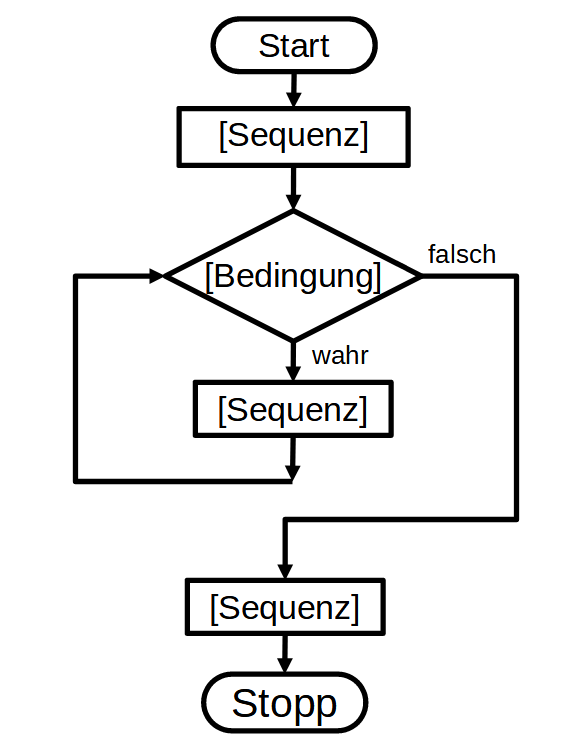 Start
[Sequenz]
[Bedingung]
falsch
wahr
[Sequenz]
[Sequenz]
Stopp